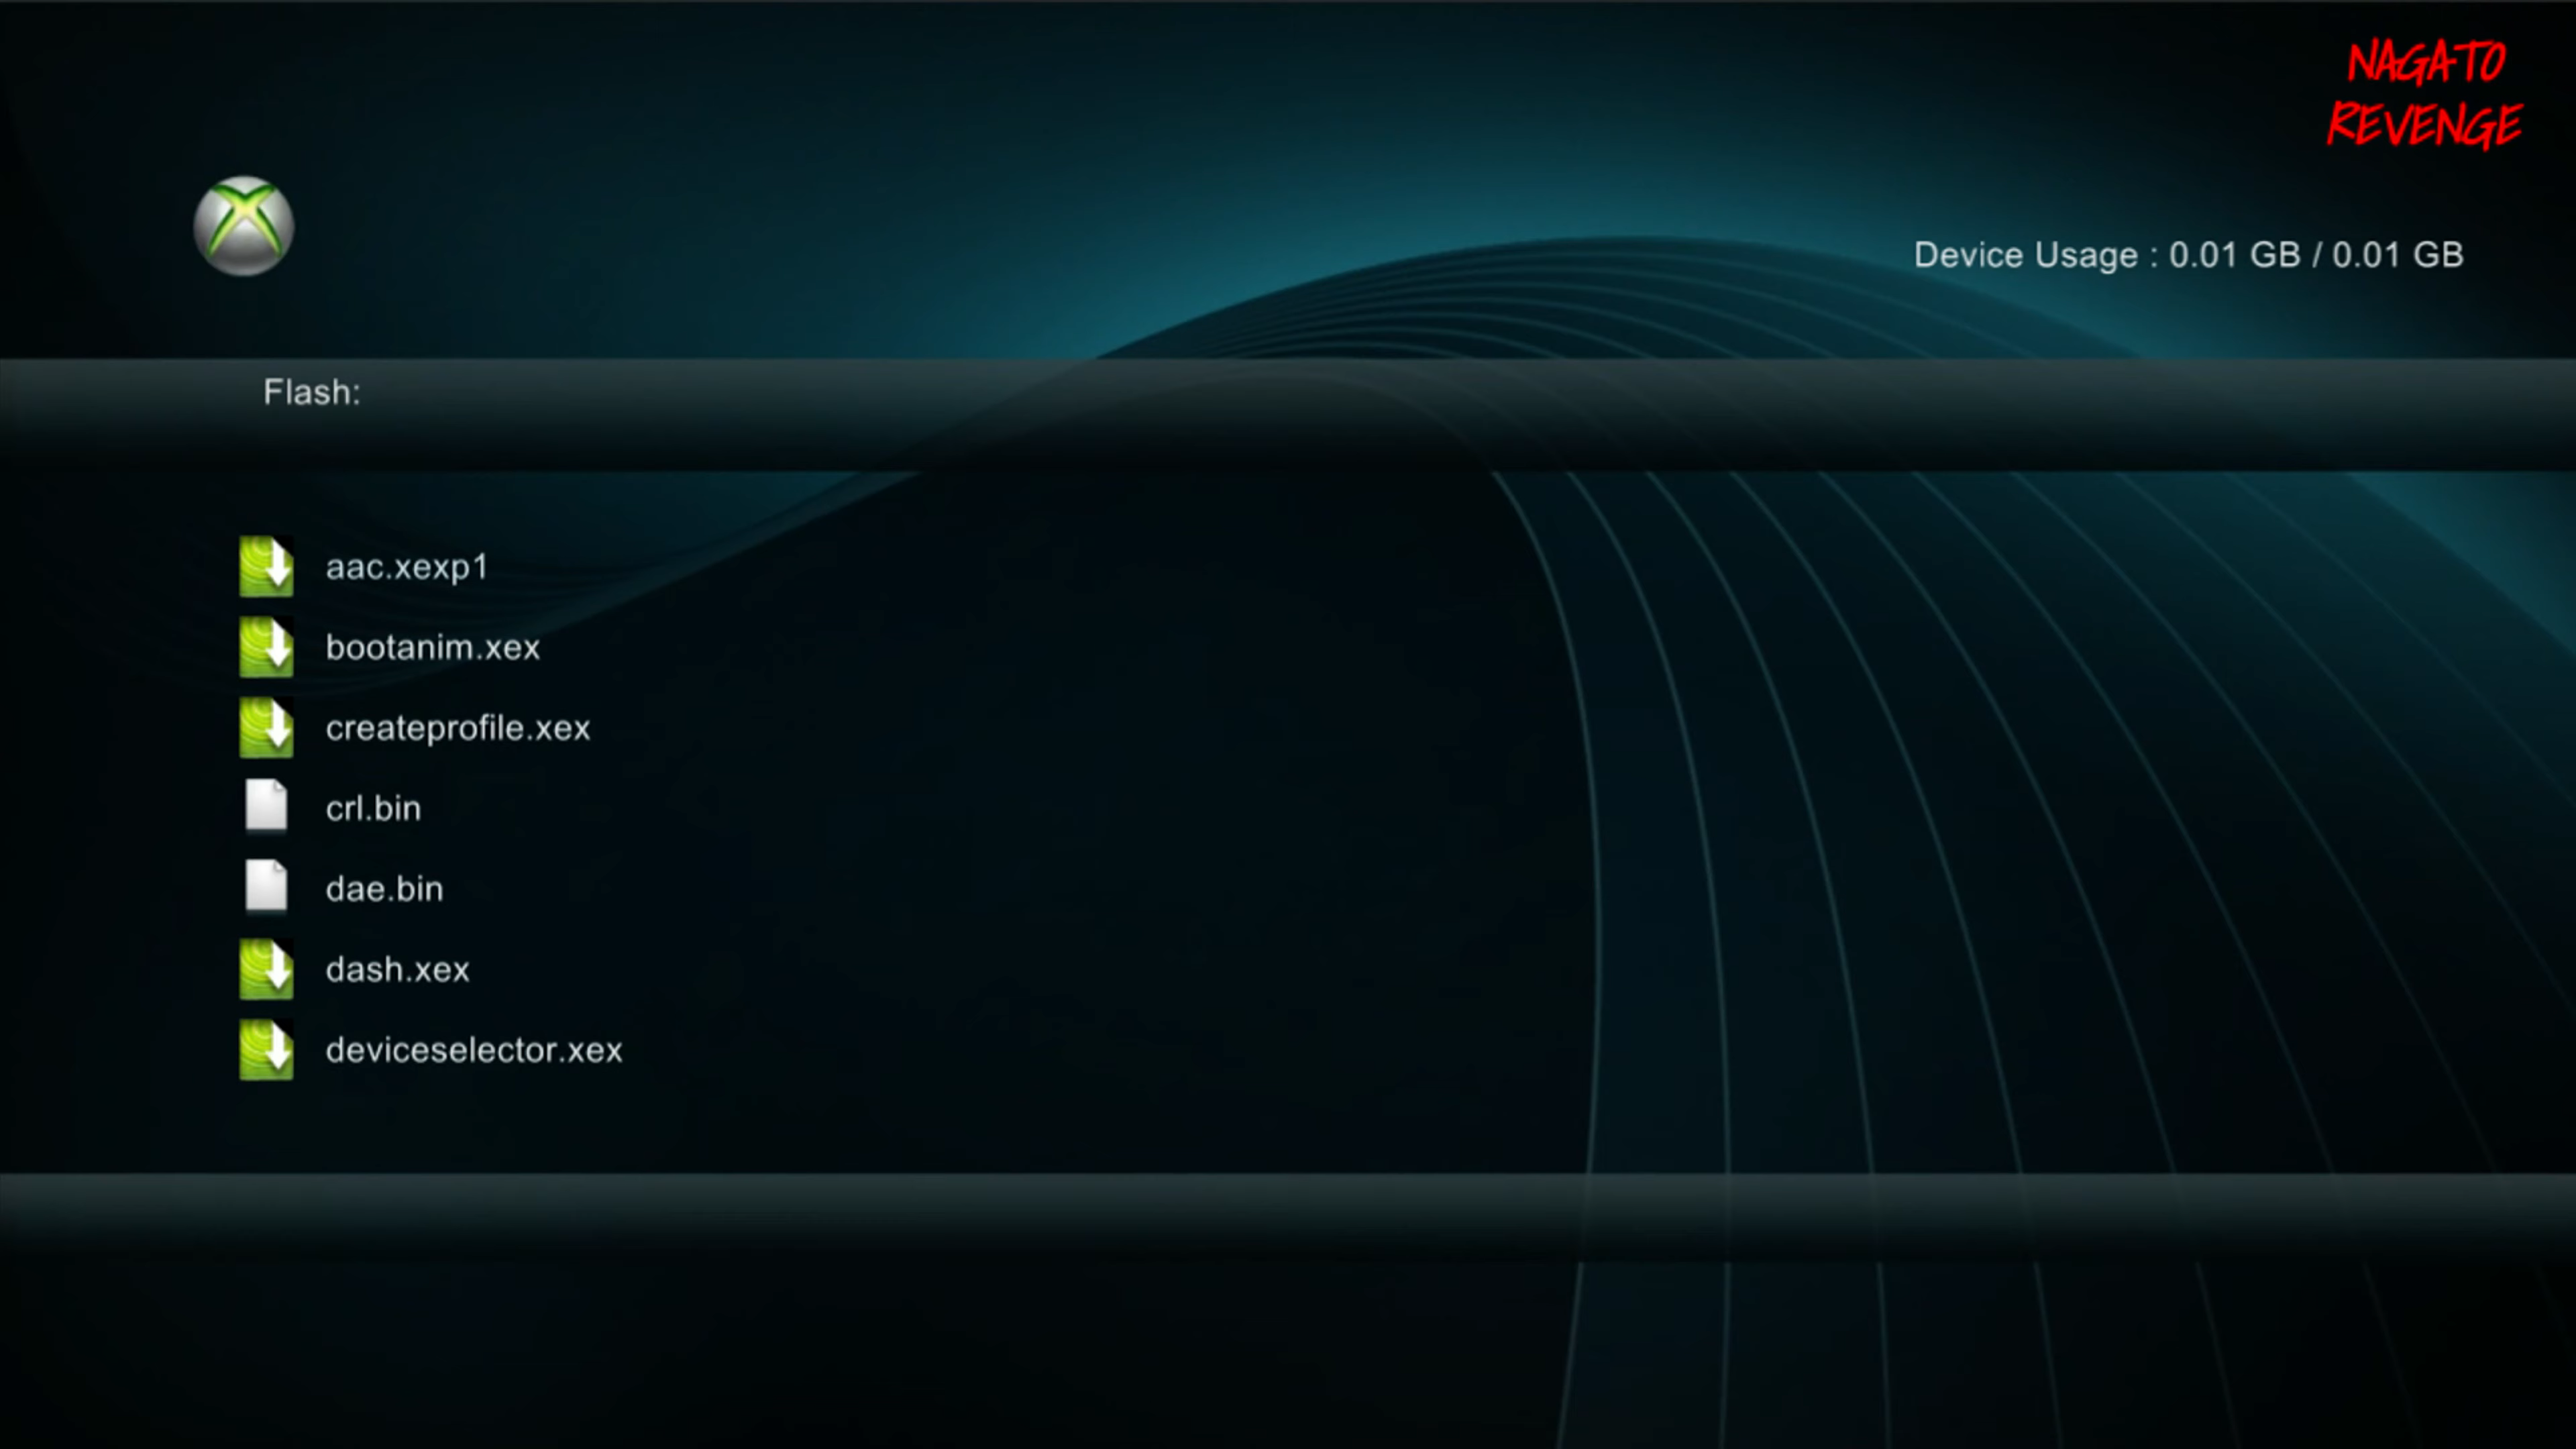 NAGATO
REVENGE
Device Usage : 0.01 GB / 0.01 GB
Flash:
aac.xexp1
bootanim.xex
createprofile.xex
crl.bin
dae.bin
dash.xex
deviceselector.xex